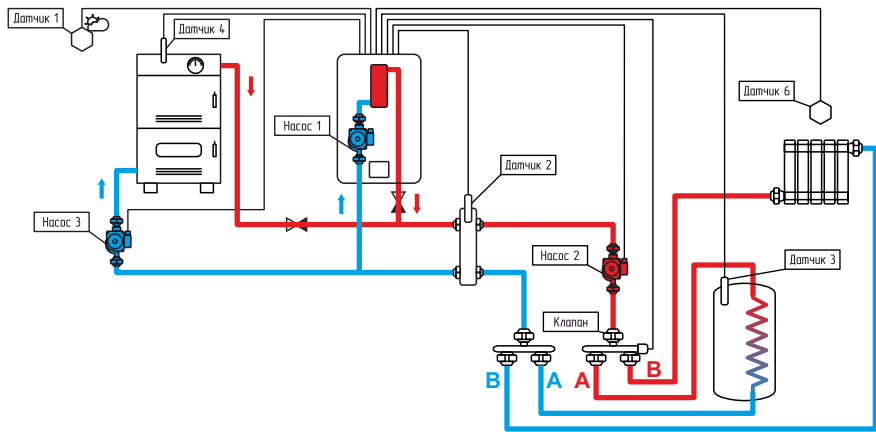 Датчик 1
Датчик 4
Датчик 6
Насос 1
Датчик 2
Насос 3
Насос 2
Датчик 3
Клапан
B
A
A
B